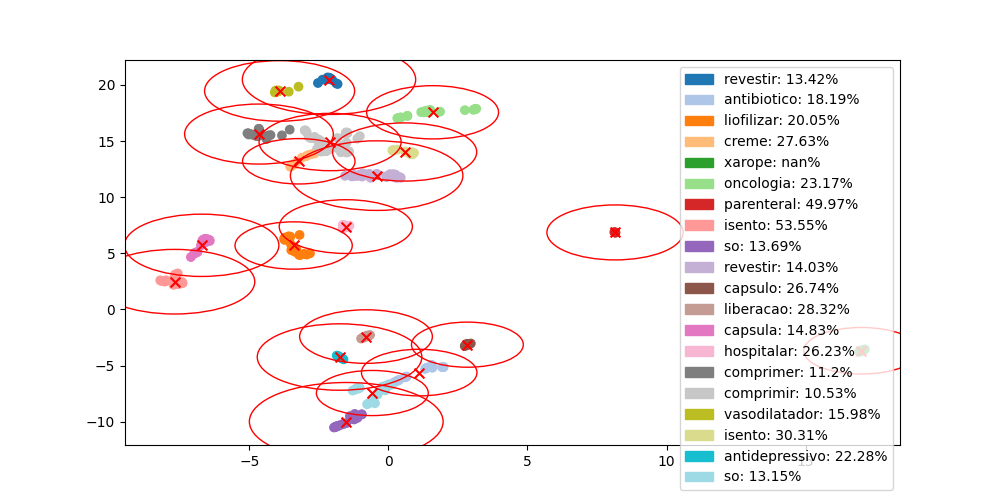 20
15
10
5
0
−5
−10
−5
0
5
10
15
revestir: 13.42%
antibiotico: 18.19%
liofilizar: 20.05%
creme: 27.63%
xarope: nan%
oncologia: 23.17%
parenteral: 49.97%
isento: 53.55%
so: 13.69%
revestir: 14.03%
capsulo: 26.74%
liberacao: 28.32%
capsula: 14.83%
hospitalar: 26.23%
comprimer: 11.2%
comprimir: 10.53%
vasodilatador: 15.98%
isento: 30.31%
antidepressivo: 22.28%
so: 13.15%